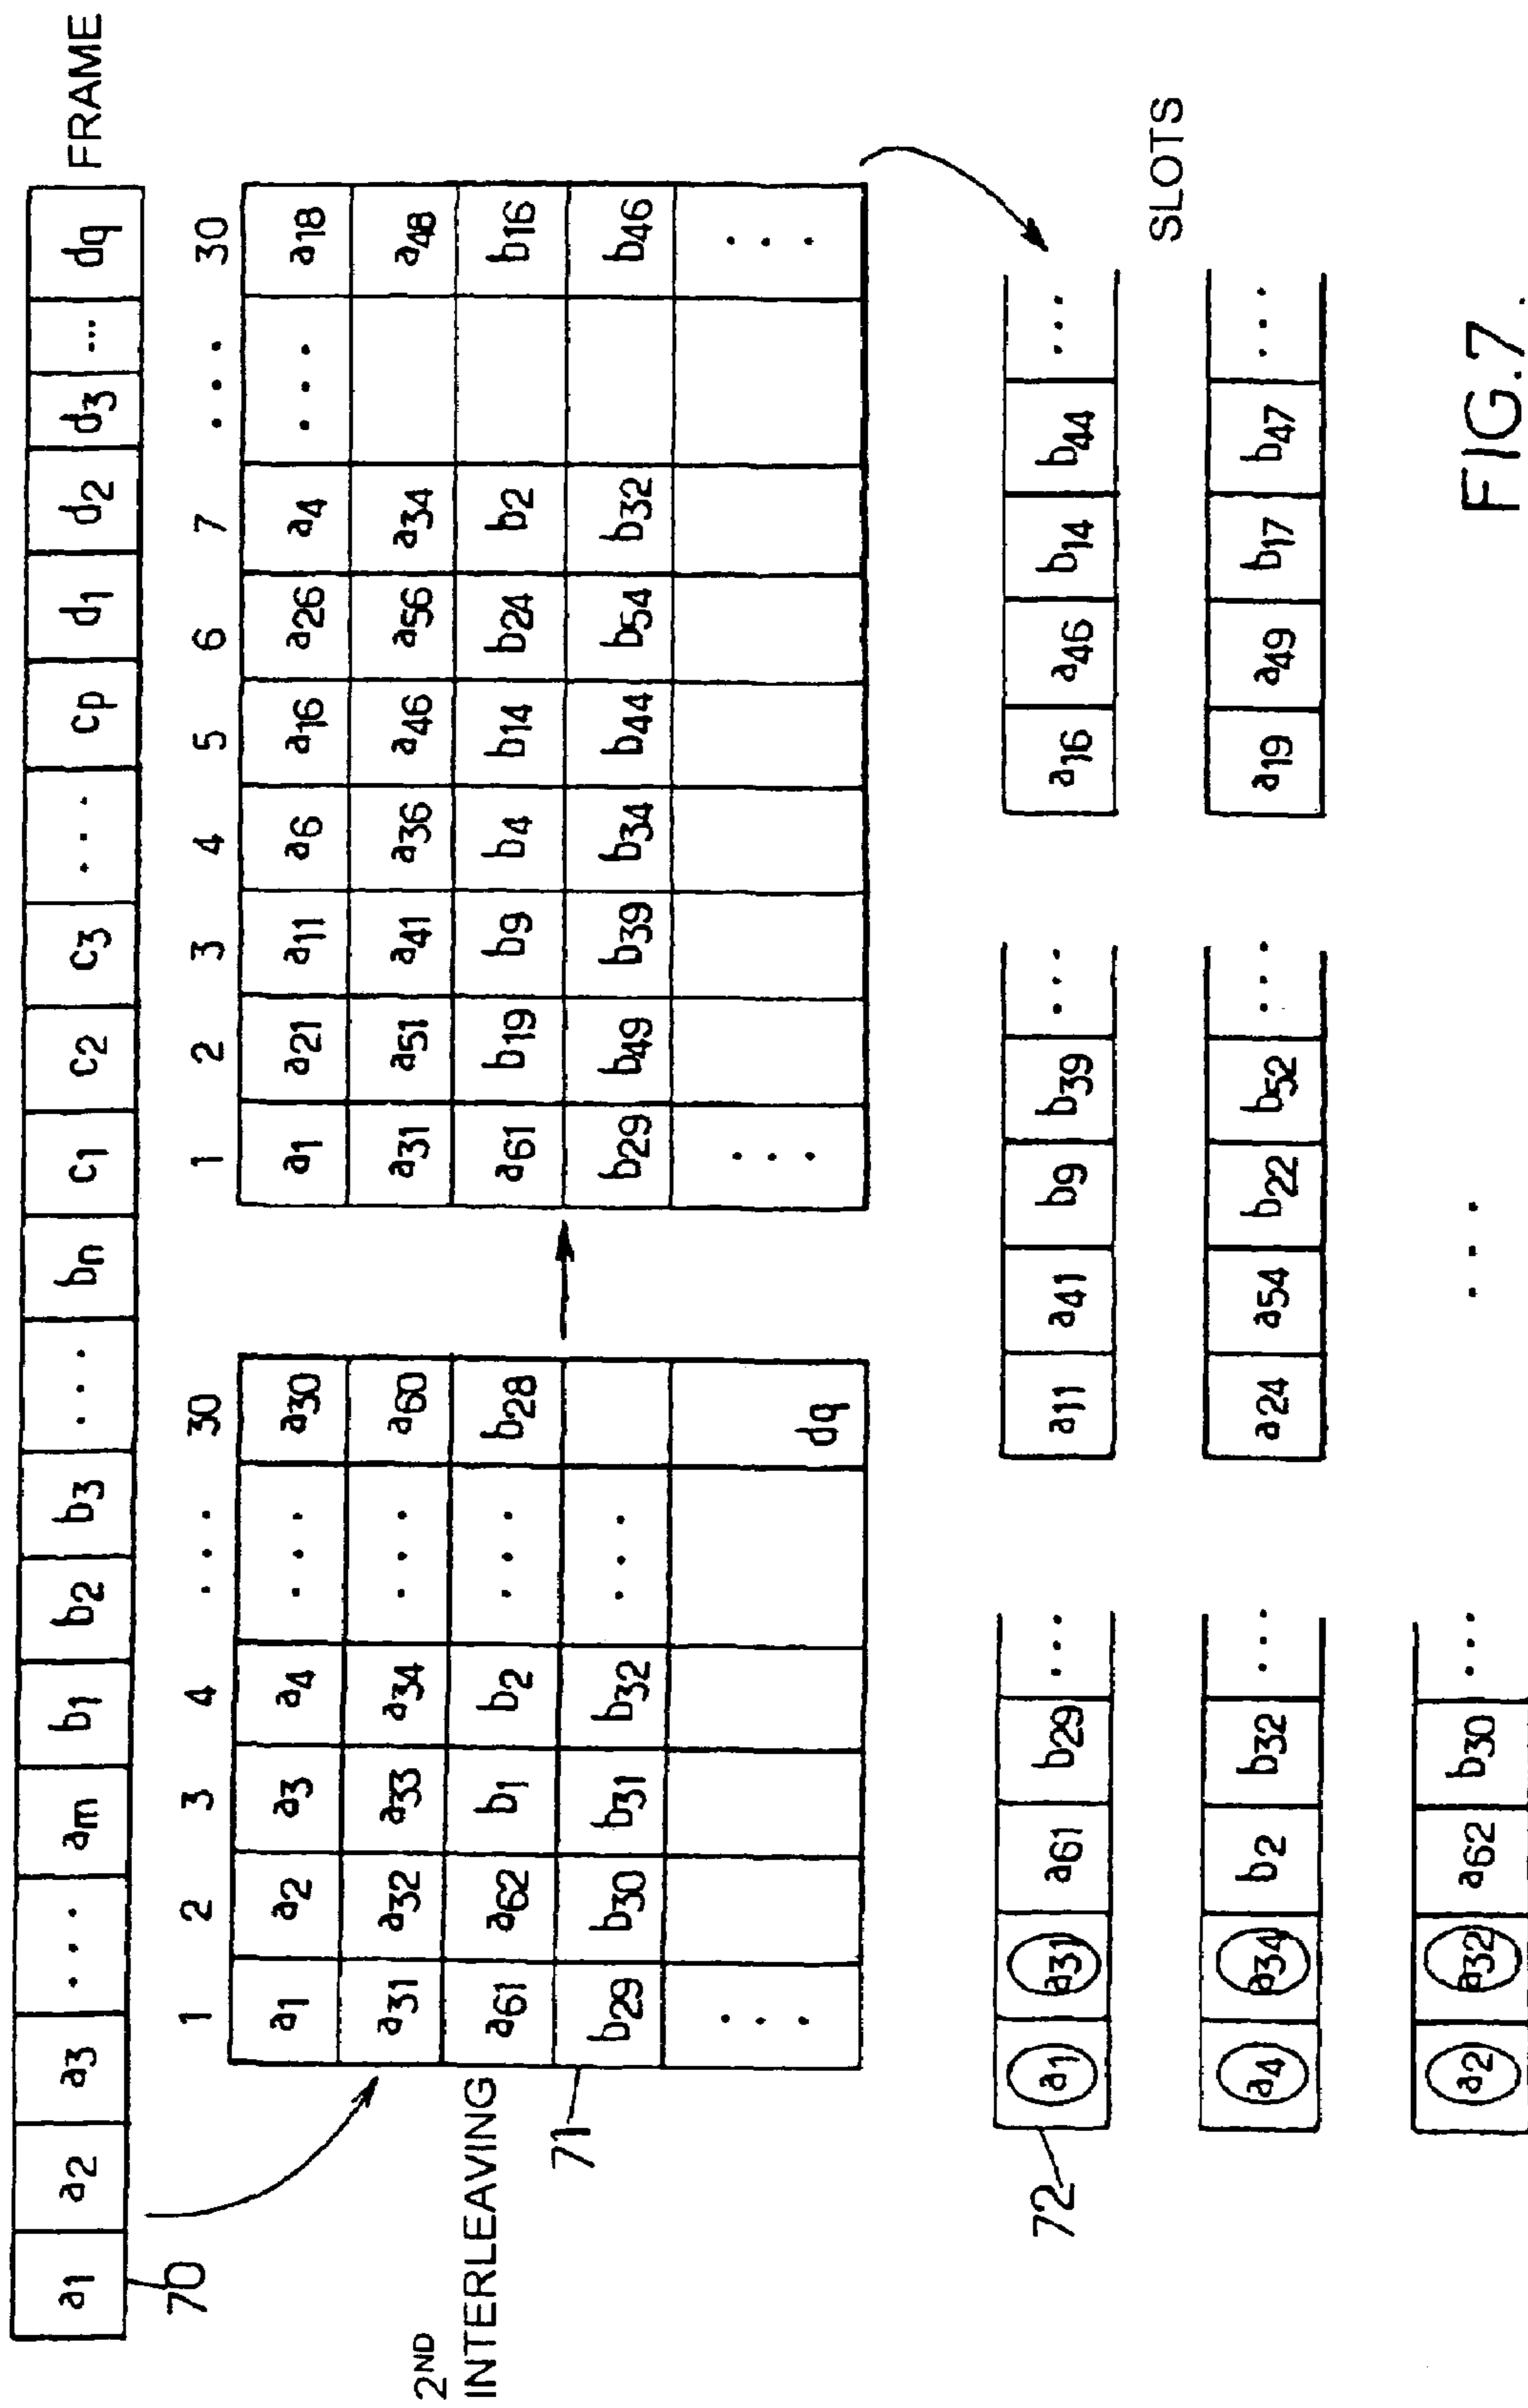 a1 a2 a3 ... am b1 b2 b3 ... bn c1 c2 c3 ... cp d1 d2 d3 ... dq FRAME
70
2ND
INTERLEAVING
71
1 2 3 4 ... 30
a1 a2 a3 a4 ... a30
a31 a32 a33 a34 ... a60
a61 a62 b1 b2 ... b28
b29 b30 b31 b32 ...
... dq
1 2 3 4 5 6 7 ... 30
a1 a21 a11 a6 a16 a26 a4 ... a18
a31 a51 a41 a36 a46 a56 a34 a48
a61 b19 b9 b4 b14 b24 b2 b16
b29 b49 b39 b34 b44 b54 b32 b46
... ...
SLOTS
72
a1 a31 a61 b29 ...
a11 a41 b9 b39 ...
a16 a46 b14 b44 ...
a4 a34 b2 b32 ...
a24 a54 b22 b52 ...
a19 a49 b17 b47 ...
a2 a32 a62 b30 ...
...
FIG.7.